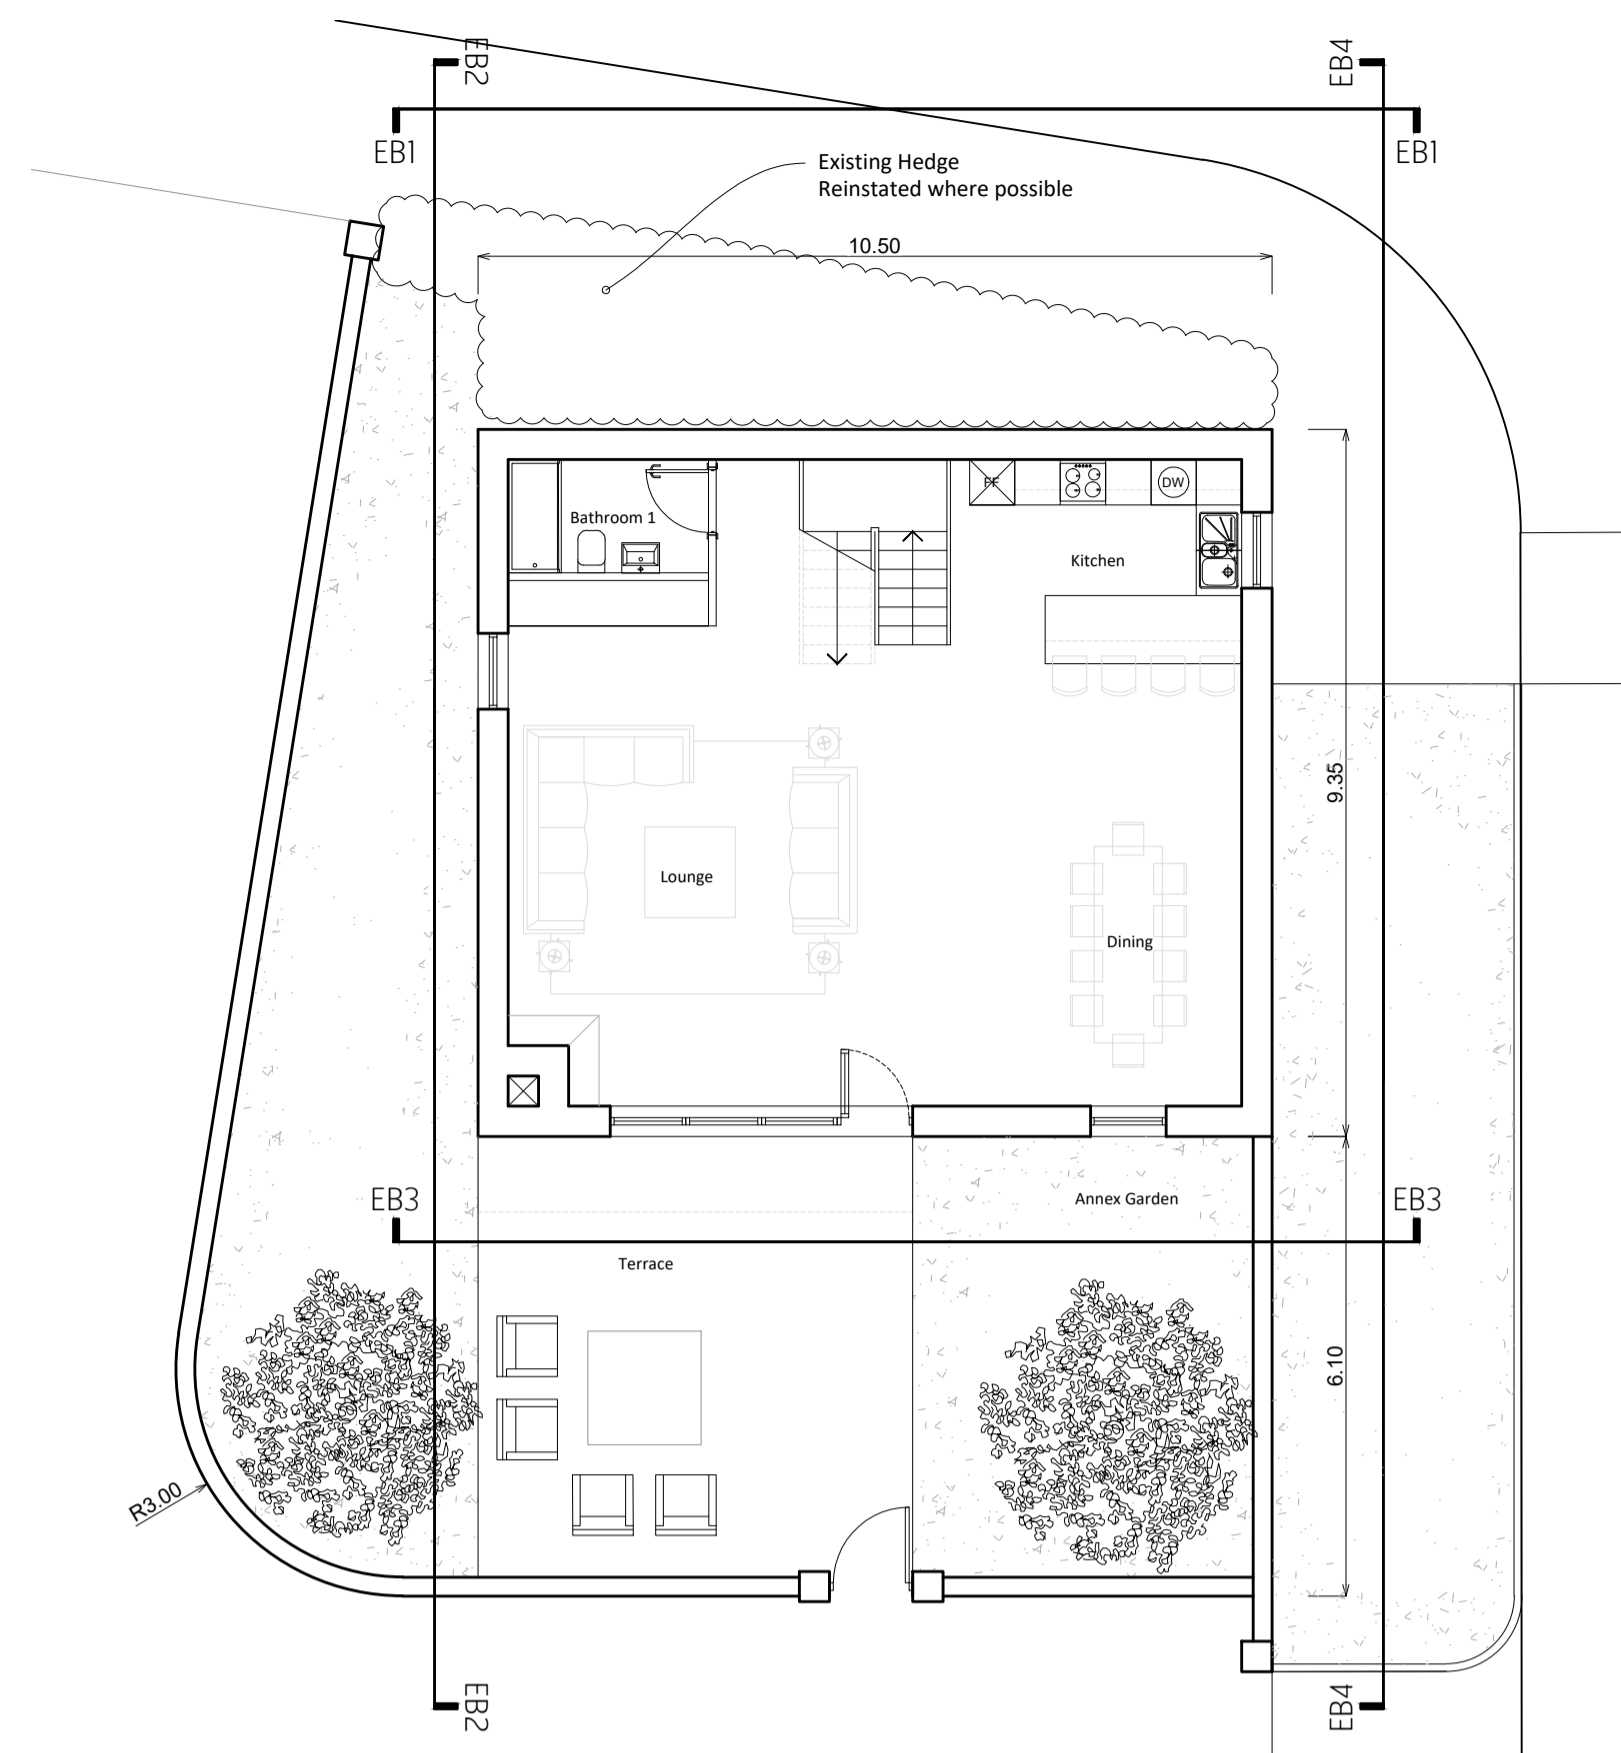 EB2
EB4
EB1
EB1
Existing Hedge
Reinstated where possible
10.50
FF
DW
Bathroom 1
Kitchen
9.35
Lounge
Dining
EB3
Annex Garden
EB3
Terrace
6.10
R3.00
EB2
EB4